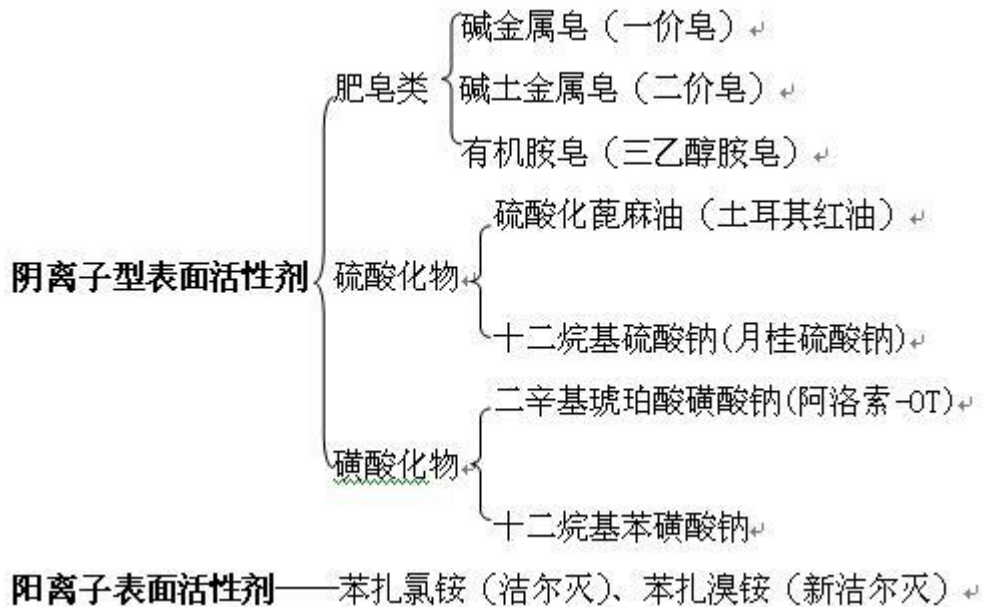 碱金属皂（一价皂）
肥皂类
碱土金属皂（二价皂）
有机胺皂（三乙醇胺皂）
硫酸化蓖麻油（土耳其红油）
阴离子型表面活性剂
硫酸化物
十二烷基硫酸钠(月桂硫酸钠)
二辛基琥珀酸磺酸钠(阿洛索-OT)
磺酸化物
十二烷基苯磺酸钠
阳离子表面活性剂——苯扎氯铵（洁尔灭）、苯扎溴铵（新洁尔灭）